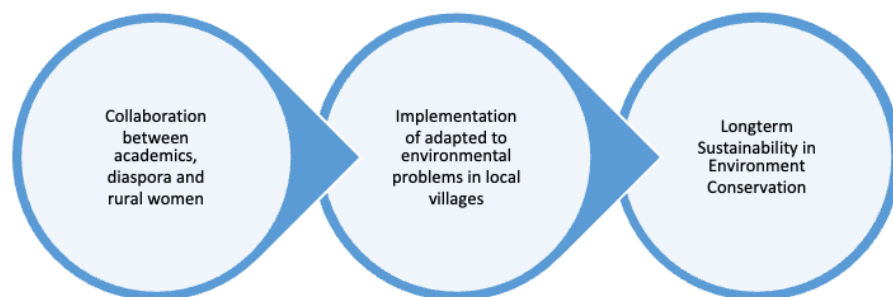 Collaboration
between
academics,
diaspora and
rural women
Implementation
of adapted to
environmental
problems in local
villages
Longterm
Sustainability in
Environment
Conservation